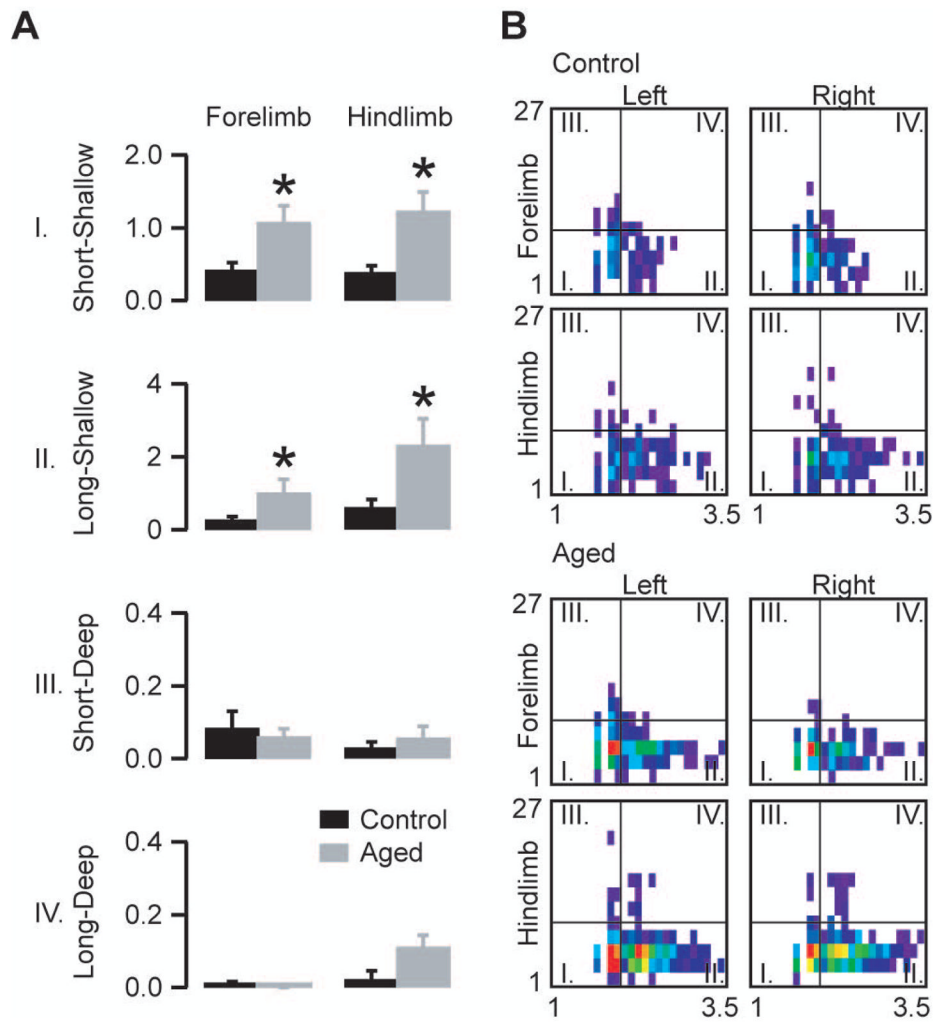 A
Forelimb Hindlimb
I. Short-Shallow
2.0
*
*
1.0
0.0
II. Long-Shallow
4
*
*
2
0
III. Short-Deep
0.4
0.2
0.0
IV. Long-Deep
0.4
Control
Aged
0.2
0.0
B
Control
Left Right
27 III. IV. III. IV.
Forelimb
1 I. II. I. II.
27 III. IV. III. IV.
Hindlimb
1 I. II. I. II.
1 3.5 1 3.5
Aged
Left Right
27 III. IV. III. IV.
Forelimb
1 I. II. I. II.
27 III. IV. III. IV.
Hindlimb
1 I. II. I. II.
1 3.5 1 3.5